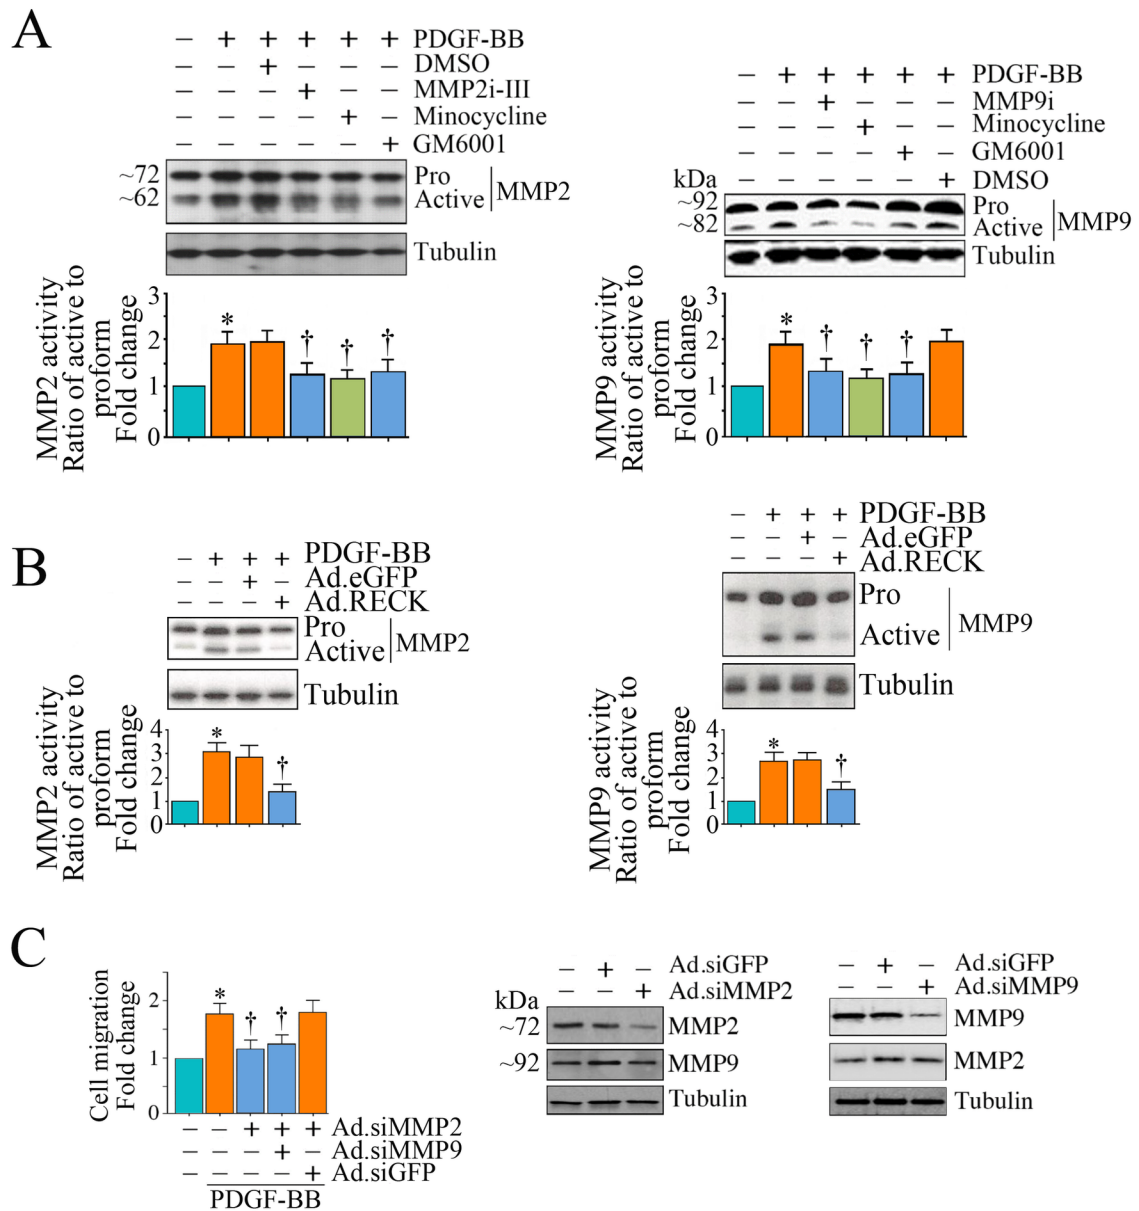 A
– + + + + + PDGF-BB
– – + – – – DMSO
– – – + – – MMP2i-III
– – – – + – Minocycline
– – – – – + GM6001
~72 Pro
~62 Active
MMP2
Tubulin
MMP2 activity
Ratio of active to
proform
Fold change
3
2
1
0
*
†
†
†
– + + + + + PDGF-BB
– – + – – – MMP9i
– – – + – – Minocycline
– – – – + – GM6001
kDa – – – – – + DMSO
~92 Pro
~82 Active
MMP9
Tubulin
MMP9 activity
Ratio of active to
proform
Fold change
3
2
1
0
*
†
†
†
B
– + + + PDGF-BB
– – + – Ad.eGFP
– – – + Ad.RECK
Pro
Active
MMP2
Tubulin
MMP2 activity
Ratio of active to
proform
Fold change
4
3
2
1
0
*
†
– + + + PDGF-BB
– – + – Ad.eGFP
– – – + Ad.RECK
Pro
Active
MMP9
Tubulin
MMP9 activity
Ratio of active to
proform
Fold change
4
3
2
1
0
*
†
C
Cell migration
Fold change
2
1
0
*
†
†
– – + + + Ad.siMMP2
– – – + – Ad.siMMP9
– – – – + Ad.siGFP
PDGF-BB
– + – Ad.siGFP
– – + Ad.siMMP2
kDa
~72 MMP2
~92 MMP9
Tubulin
– + – Ad.siGFP
– – + Ad.siMMP9
MMP9
MMP2
Tubulin